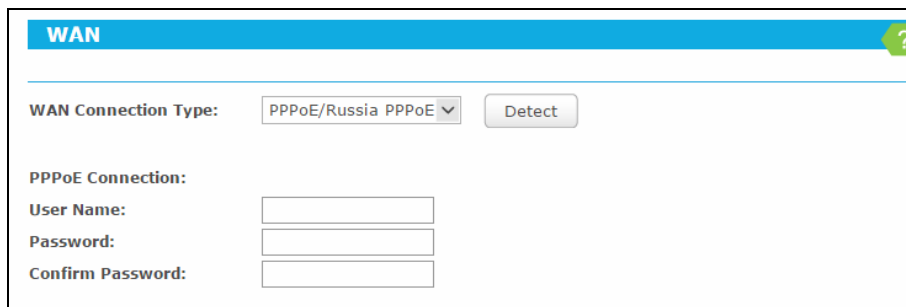 WAN
?
WAN Connection Type: PPPoE/Russia PPPoE Detect
PPPoE Connection:
User Name:
Password:
Confirm Password: